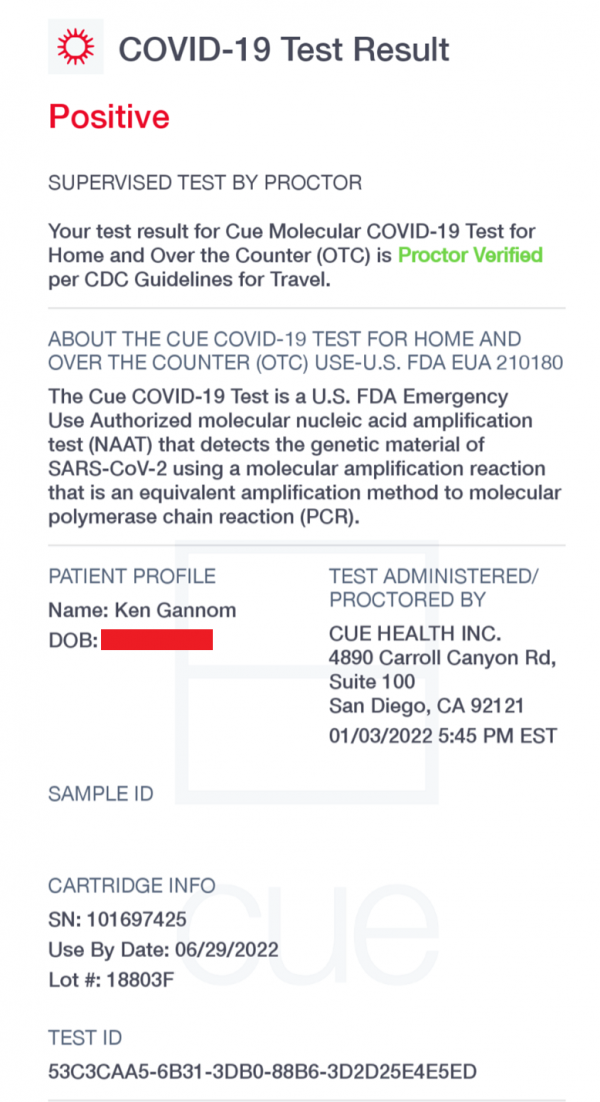 COVID-19 Test Result
Positive
SUPERVISED TEST BY PROCTOR
Your test result for Cue Molecular COVID-19 Test for
Home and Over the Counter (OTC) is Proctor Verified
per CDC Guidelines for Travel.
ABOUT THE CUE COVID-19 TEST FOR HOME AND
OVER THE COUNTER (OTC) USE-U.S. FDA EUA 210180
The Cue COVID-19 Test is a U.S. FDA Emergency
Use Authorized molecular nucleic acid amplification
test (NAAT) that detects the genetic material of
SARS-CoV-2 using a molecular amplification reaction
that is an equivalent amplification method to molecular
polymerase chain reaction (PCR).
PATIENT PROFILE
Name: Ken Gannom
DOB:
TEST ADMINISTERED/
PROCTORED BY
CUE HEALTH INC.
4890 Carroll Canyon Rd,
Suite 100
San Diego, CA 92121
01/03/2022 5:45 PM EST
SAMPLE ID
CARTRIDGE INFO
SN: 101697425
Use By Date: 06/29/2022
Lot #: 18803F
cue
TEST ID
53C3CAA5-6B31-3DB0-88B6-3D2D25E4E5ED